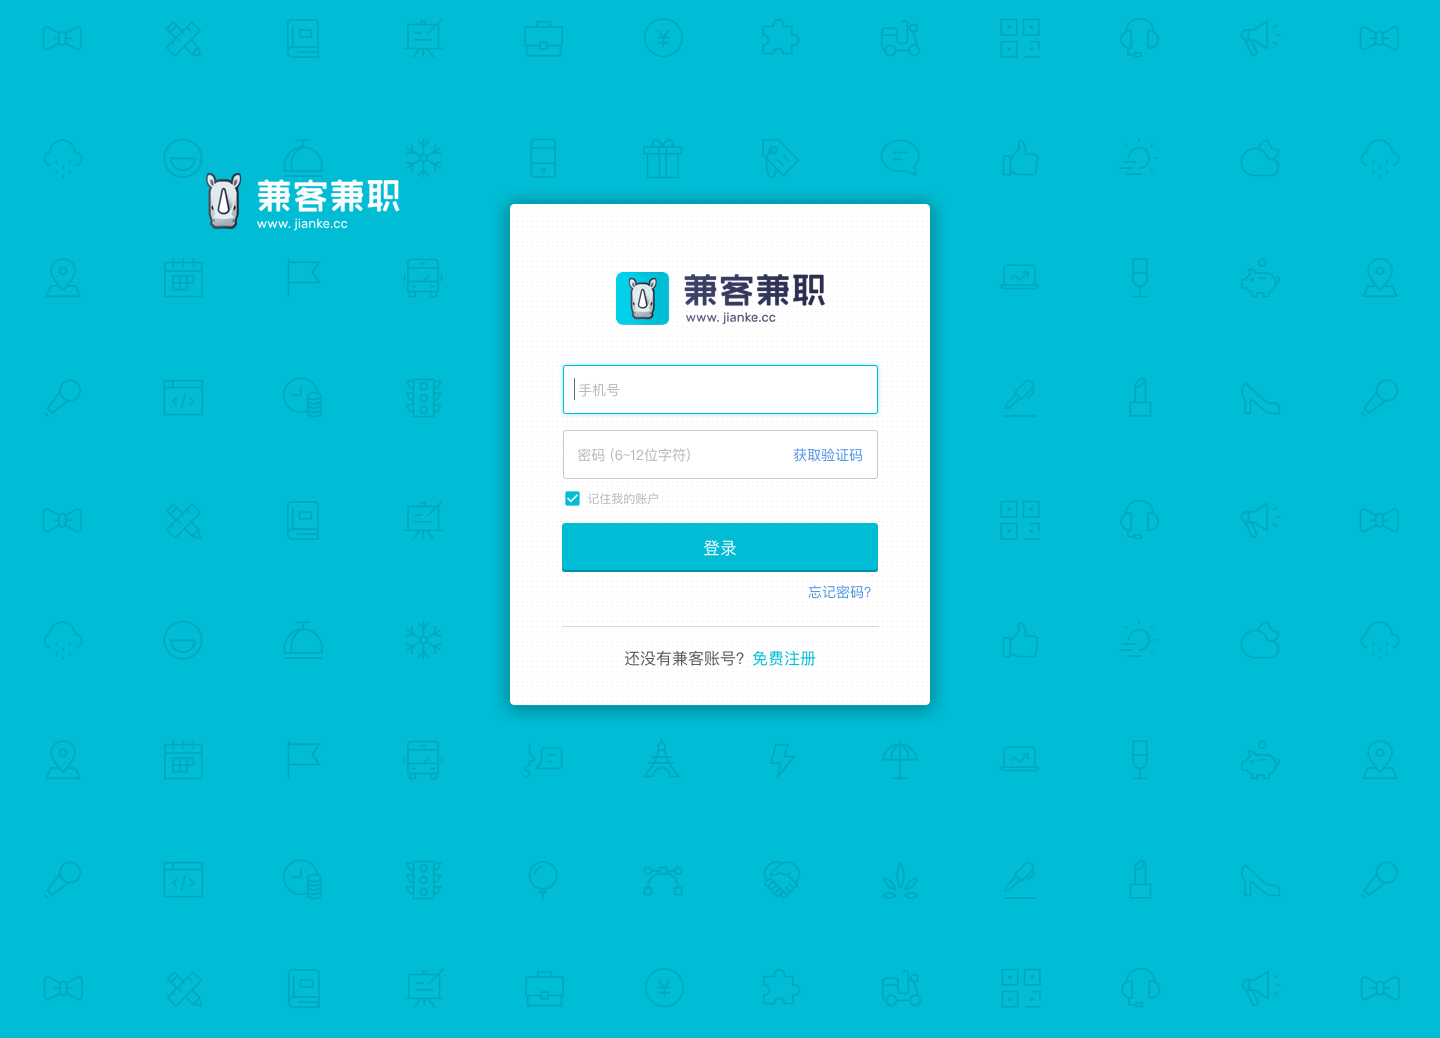 兼客兼职
www. jianke.cc
兼客兼职
www. jianke.cc
手机号
密码 (6~12位字符)
获取验证码
记住我的账户
登录
忘记密码?
还没有兼客账号? 免费注册